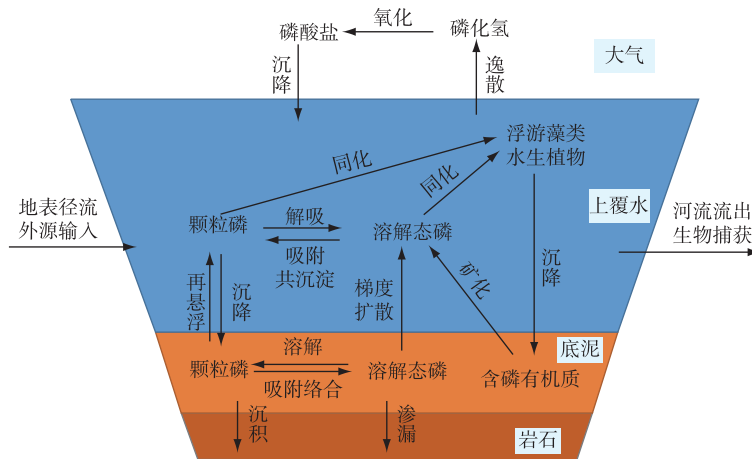 氧化
磷酸盐
磷化氢
大气
沉降
逸散
浮游藻类
水生植物
同化
同化
地表径流
外源输入
颗粒磷
解吸
吸附
共沉淀
溶解态磷
上覆水
河流流出
生物捕获
再悬浮
沉降
梯度
扩散
矿化
沉降
底泥
颗粒磷
溶解
吸附络合
溶解态磷
含磷有机质
沉积
渗漏
岩石